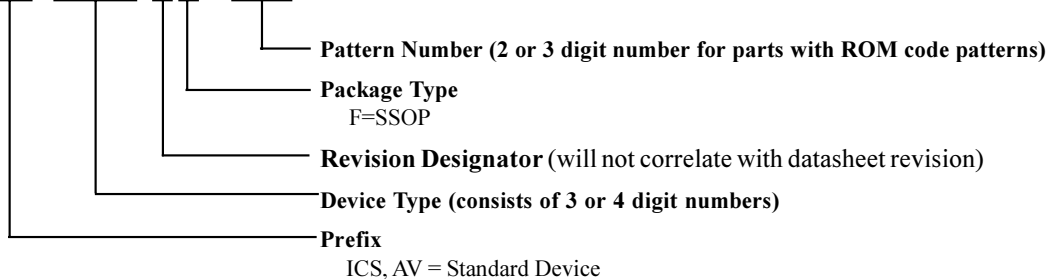 Pattern Number (2 or 3 digit number for parts with ROM code patterns)
Package Type
F=SSOP
Revision Designator (will not correlate with datasheet revision)
Device Type (consists of 3 or 4 digit numbers)
Prefix
ICS, AV = Standard Device